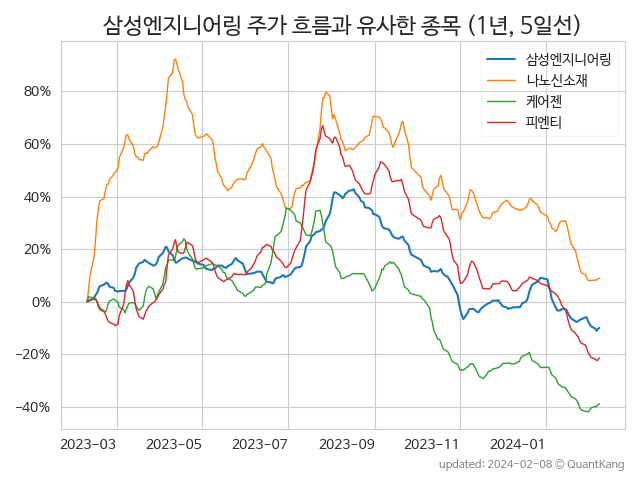 삼성엔지니어링 주가 흐름과 유사한 종목 (1년, 5일선)
삼성엔지니어링
나노신소재
케어젠
피엔티
80%
60%
40%
20%
0%
−20%
−40%
2023-03 2023-05 2023-07 2023-09 2023-11 2024-01
updated: 2024-02-08 © QuantKang